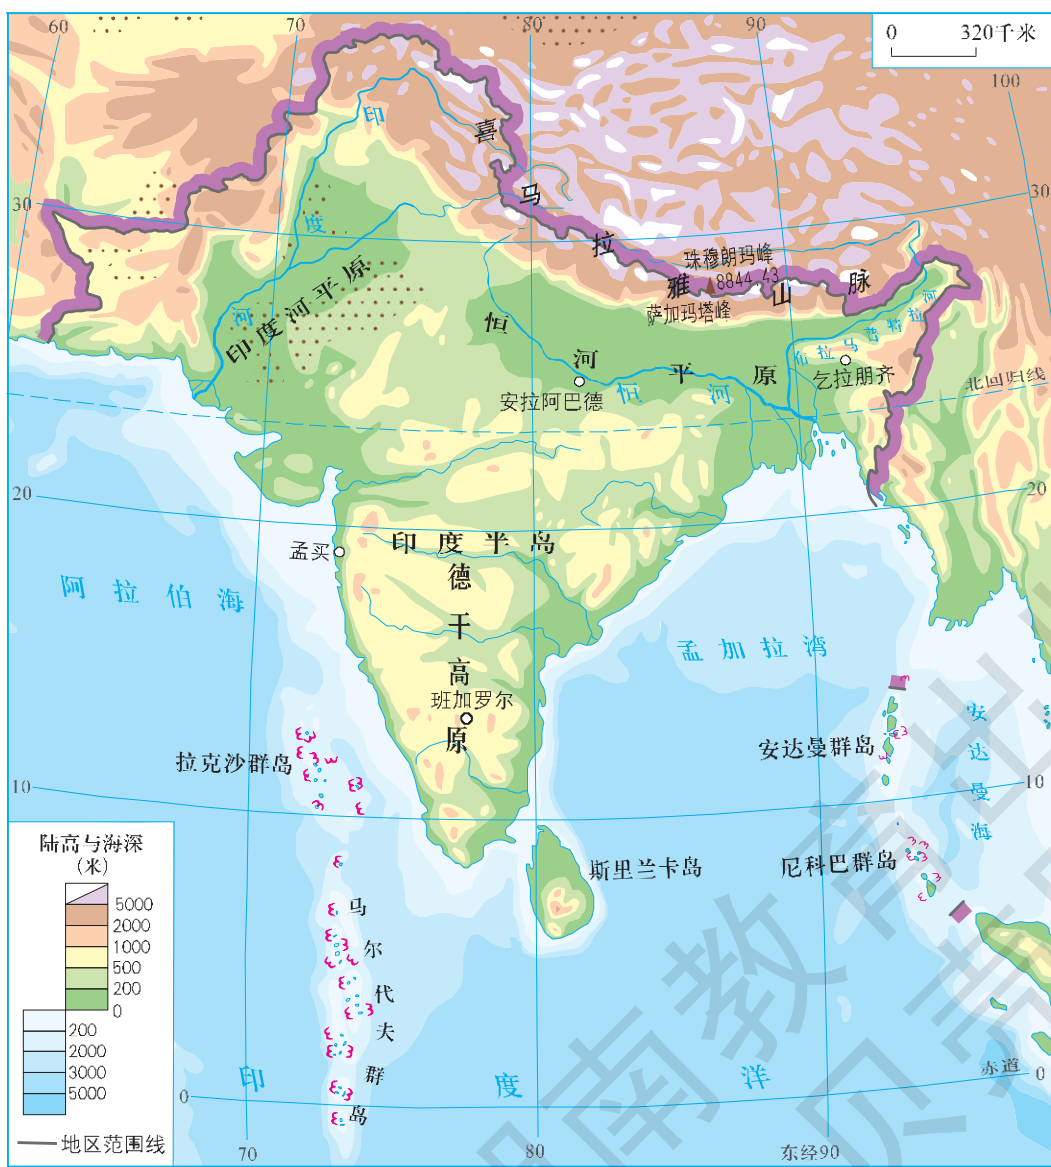 60
70
80
90
100
0 320千米
30
30
20
20
10
10
0
0
70
80
东经90
喜马拉雅山脉
珠穆朗玛峰
8844.43
萨加玛塔峰
印度河
印度河平原
恒河平原
恒河
布拉马普特拉河
乞拉朋齐
安拉阿巴德
北回归线
孟买
印度半岛
德干高原
班加罗尔
阿拉伯海
孟加拉湾
安达曼群岛
安达曼海
拉克沙群岛
斯里兰卡岛
尼科巴群岛
马尔代夫群岛
印度洋
赤道
陆高与海深
(米)
5000
2000
1000
500
200
0
200
2000
3000
5000
地区范围线
湖南教育出
贝